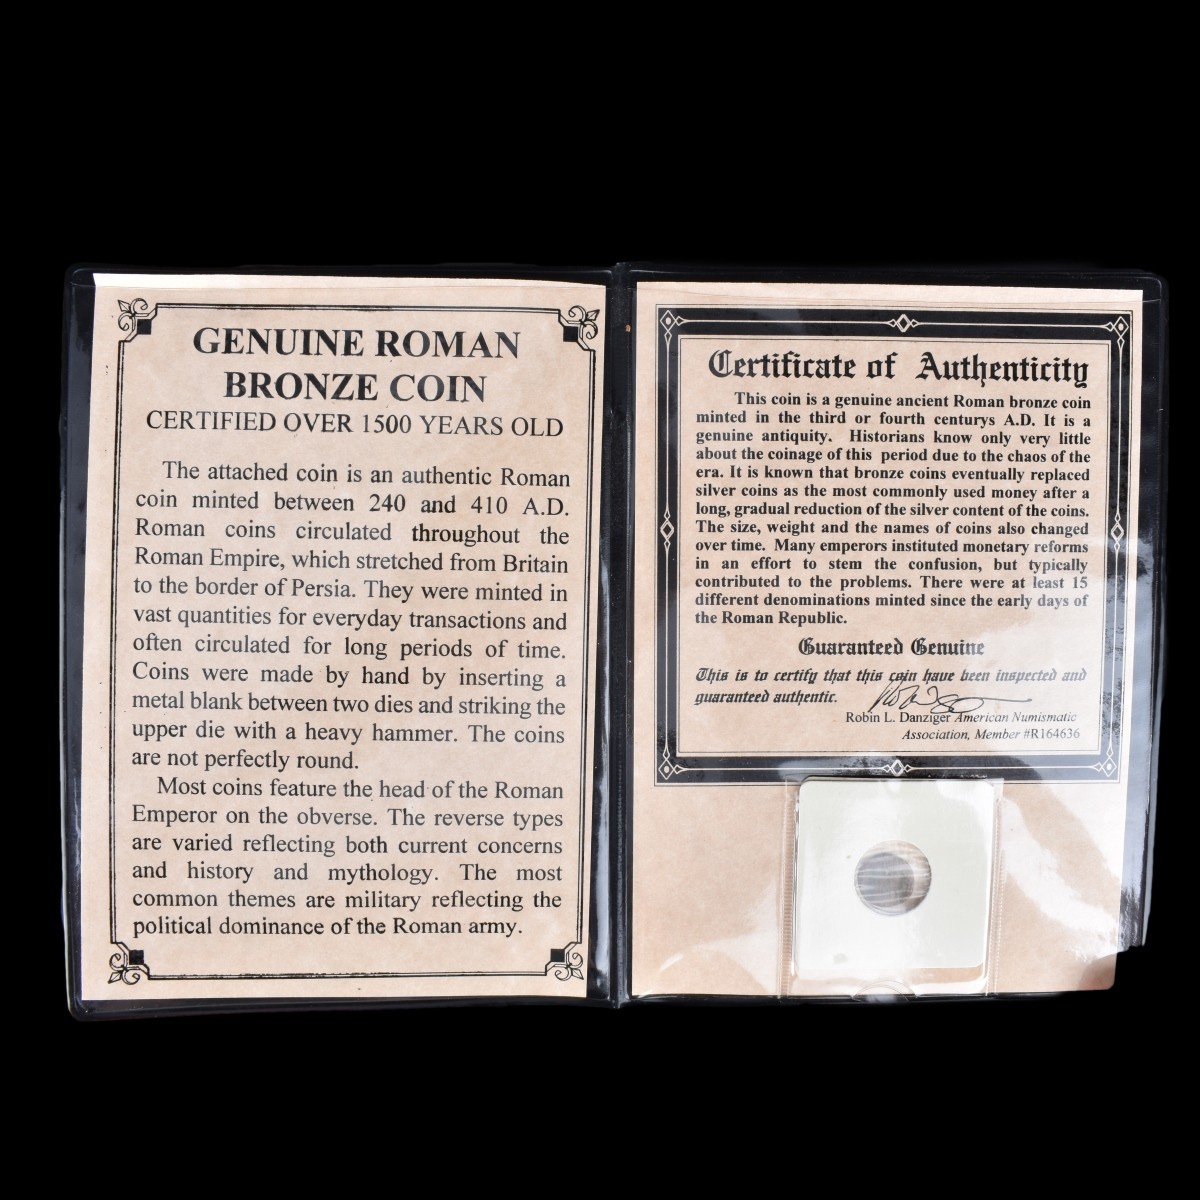 GENUINE ROMAN
BRONZE COIN
CERTIFIED OVER 1500 YEARS OLD
The attached coin is an authentic Roman
coin minted between 240 and 410 A.D.
Roman coins circulated throughout the
Roman Empire, which stretched from Britain
to the border of Persia. They were minted in
vast quantities for everyday transactions and
often circulated for long periods of time.
Coins were made by hand by inserting a
metal blank between two dies and striking the
upper die with a heavy hammer. The coins
are not perfectly round.
Most coins feature the head of the Roman
Emperor on the obverse. The reverse types
are varied reflecting both current concerns
and history and mythology. The most
common themes are military reflecting the
political dominance of the Roman army.
Certificate of Authenticity
This coin is a genuine ancient Roman bronze coin
minted in the third or fourth centurys A.D. It is a
genuine antiquity. Historians know only very little
about the coinage of this period due to the chaos of the
era. It is known that bronze coins eventually replaced
silver coins as the most commonly used money after a
long, gradual reduction of the silver content of the coins.
The size, weight and the names of coins also changed
over time. Many emperors instituted monetary reforms
in an effort to stem the confusion, but typically
contributed to the problems. There were at least 15
different denominations minted since the early days of
the Roman Republic.
Guaranteed Genuine
This is to certify that this coin have been inspected and
guaranteed authentic.
Robin L. Danziger American Numismatic
Association, Member #R164636